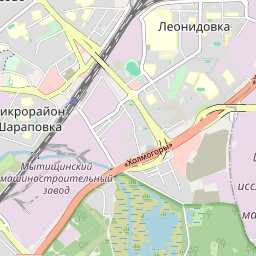 Леонидовка
икрорайон
Шараповка
«Холмогоры»
Мытищинский
машиностроительный
завод